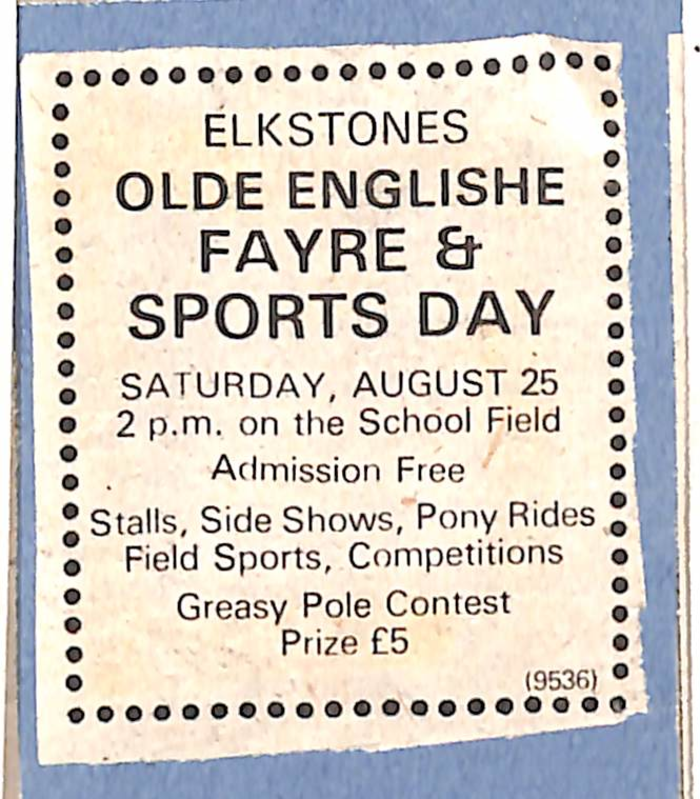 ELKSTONES
OLDE ENGLISHE
FAYRE &
SPORTS DAY
SATURDAY, AUGUST 25
2 p.m. on the School Field
Admission Free
Stalls, Side Shows, Pony Rides
Field Sports, Competitions
Greasy Pole Contest
Prize £5
(9536)